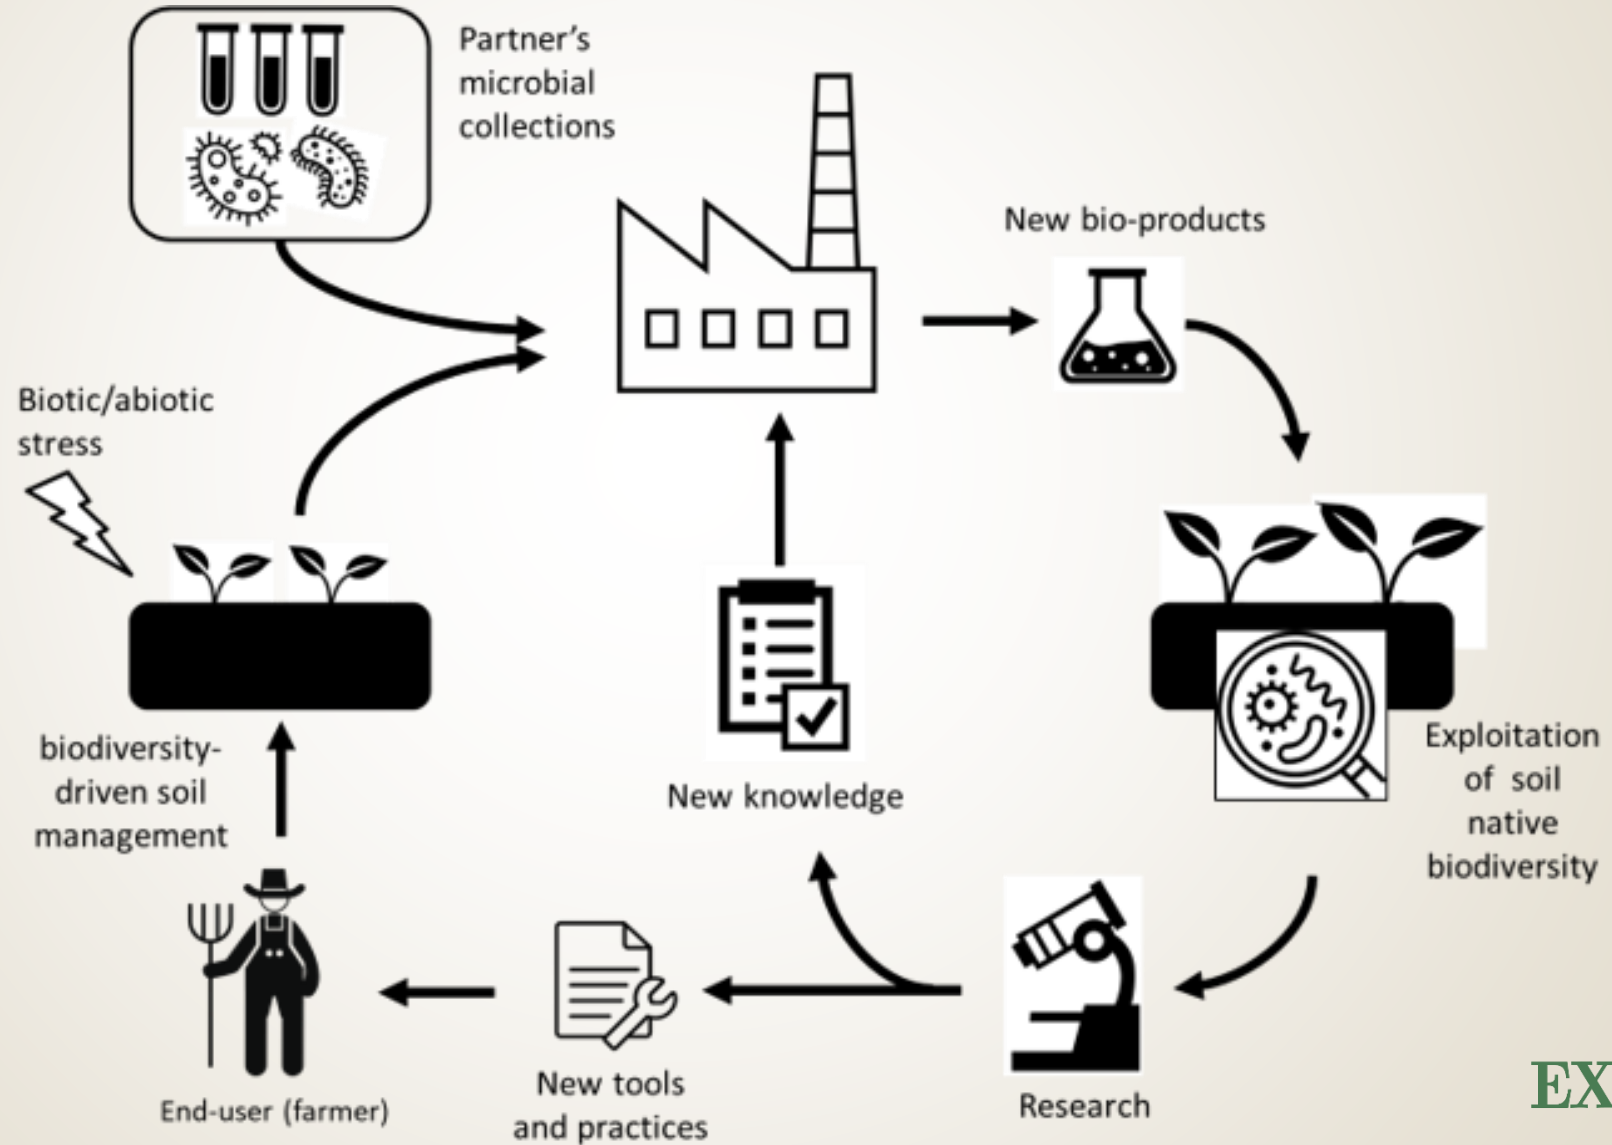 Partner's
microbial
collections
New bio-products
Biotic/abiotic
stress
biodiversity-
driven soil
management
New knowledge
Exploitation
of soil
native
biodiversity
End-user (farmer)
New tools
and practices
Research
EX